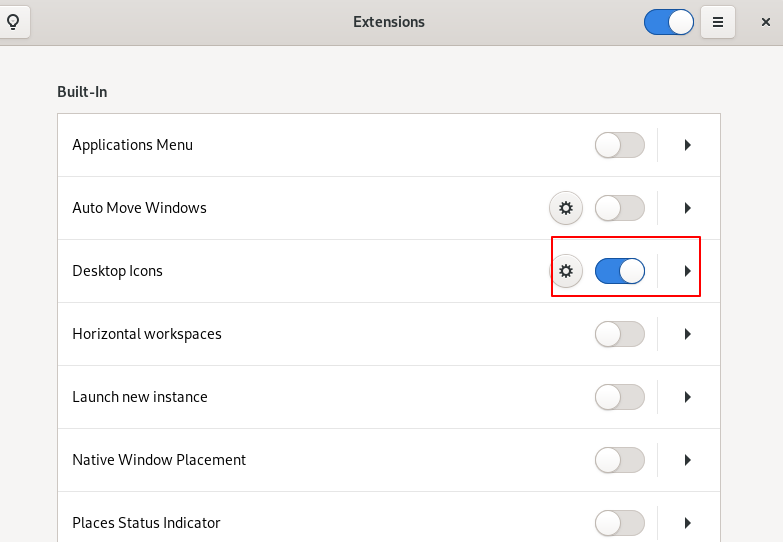 Extensions
Built-In
Applications Menu
Auto Move Windows
Desktop Icons
Horizontal workspaces
Launch new instance
Native Window Placement
Places Status Indicator